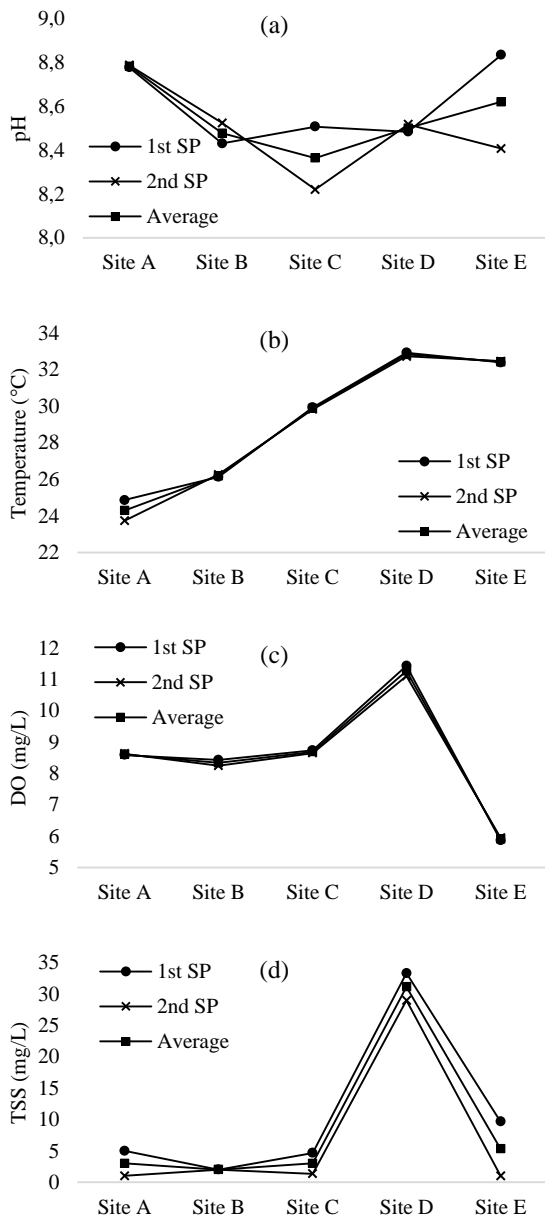 (a)
9,0
8,8
8,6
8,4
8,2
8,0
pH
1st SP
2nd SP
Average
Site A Site B Site C Site D Site E
(b)
34
32
30
28
26
24
22
Temperature (°C)
1st SP
2nd SP
Average
Site A Site B Site C Site D Site E
(c)
12
11
10
9
8
7
6
5
DO (mg/L)
1st SP
2nd SP
Average
Site A Site B Site C Site D Site E
(d)
35
30
25
20
15
10
5
0
TSS (mg/L)
1st SP
2nd SP
Average
Site A Site B Site C Site D Site E